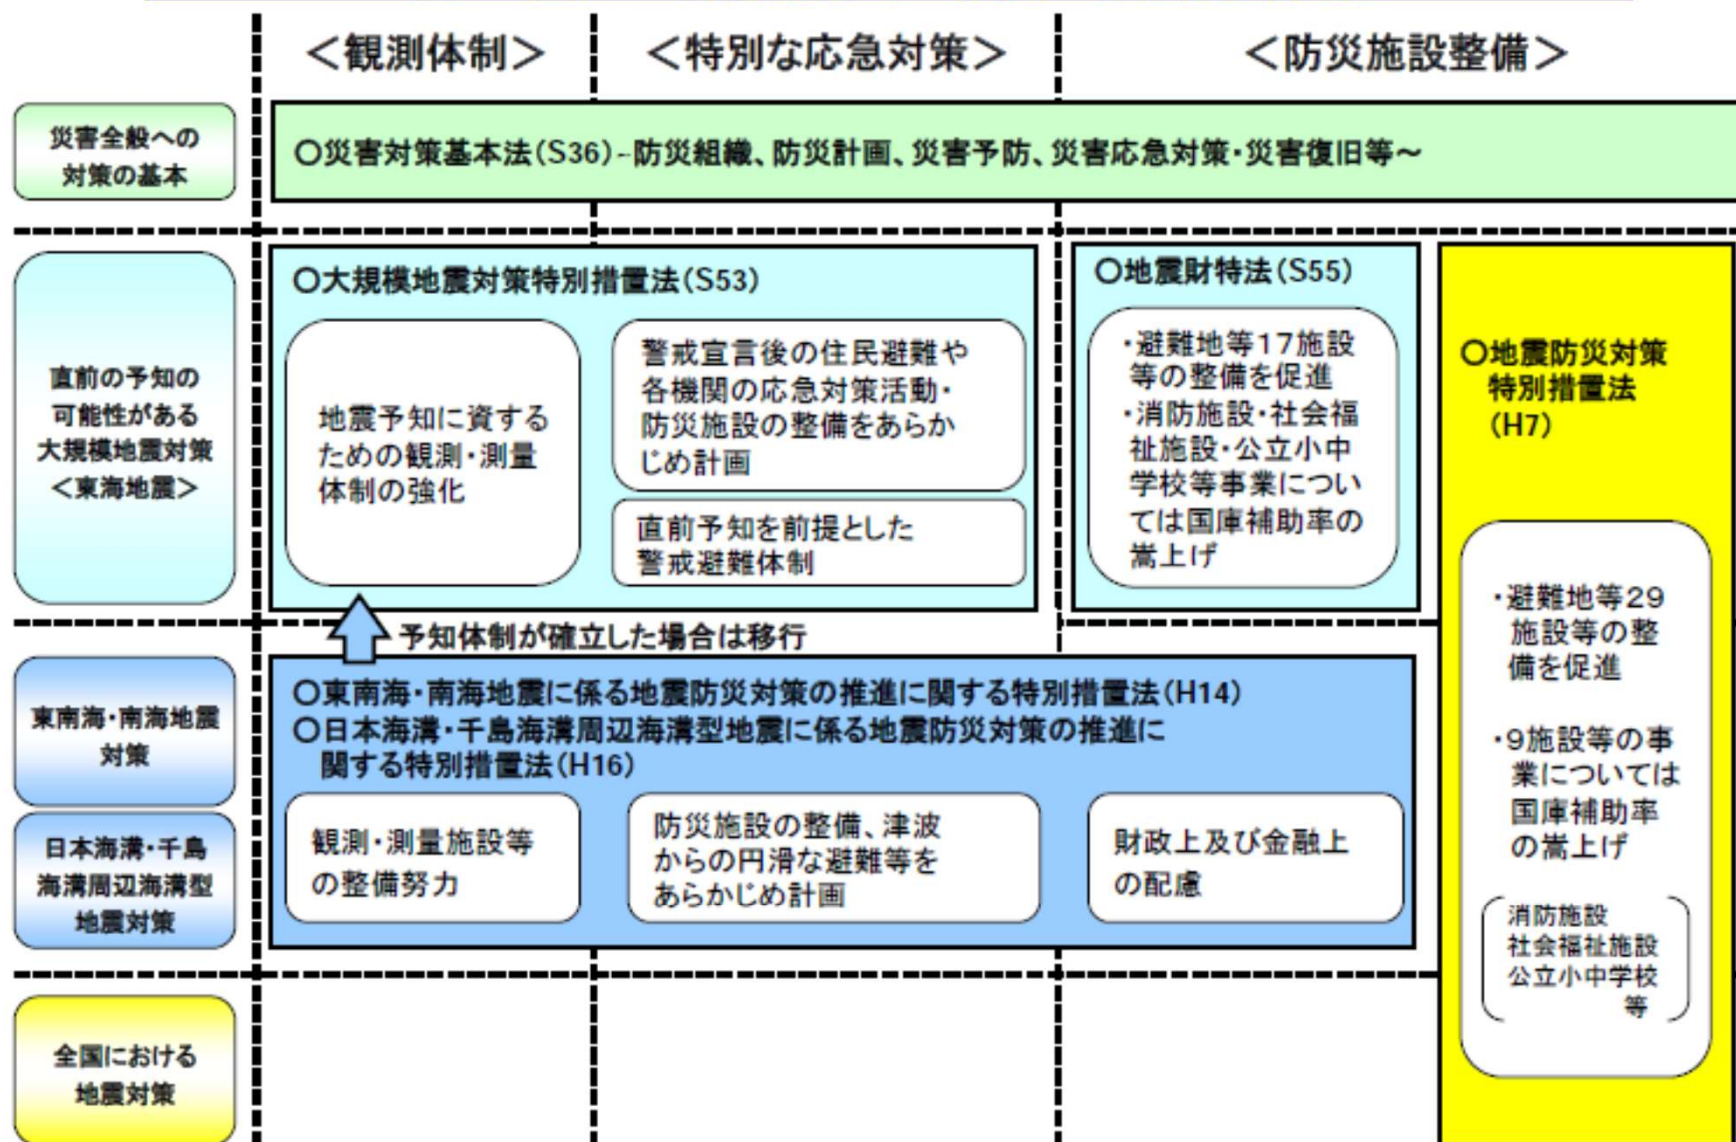 ＜観測体制＞
＜特別な応急対策＞
＜防災施設整備＞
災害全般への
対策の基本
○災害対策基本法（S36）-防災組織、防災計画、災害予防、災害応急対策・災害復旧等～
直前の予知の
可能性がある
大規模地震対策
＜東海地震＞
○大規模地震対策特別措置法（S53）
地震予知に資する
ための観測・測量
体制の強化
警戒宣言後の住民避難や
各機関の応急対策活動・
防災施設の整備をあらか
じめ計画
直前予知を前提とした
警戒避難体制
○地震財特法（S55）
・避難地等17施設
等の整備を促進
・消防施設・社会福
祉施設・公立小中
学校等事業につい
ては国庫補助率の
嵩上げ
○地震防災対策
特別措置法
（H7）
・避難地等29
施設等の整
備を促進
・9施設等の事
業については
国庫補助率
の嵩上げ
消防施設
社会福祉施設
公立小中学校
等
予知体制が確立した場合は移行
東南海・南海地震
対策
日本海溝・千島
海溝周辺海溝型
地震対策
○東南海・南海地震に係る地震防災対策の推進に関する特別措置法（H14）
○日本海溝・千島海溝周辺海溝型地震に係る地震防災対策の推進に
関する特別措置法（H16）
観測・測量施設等
の整備努力
防災施設の整備、津波
からの円滑な避難等を
あらかじめ計画
財政上及び金融上
の配慮
全国における
地震対策